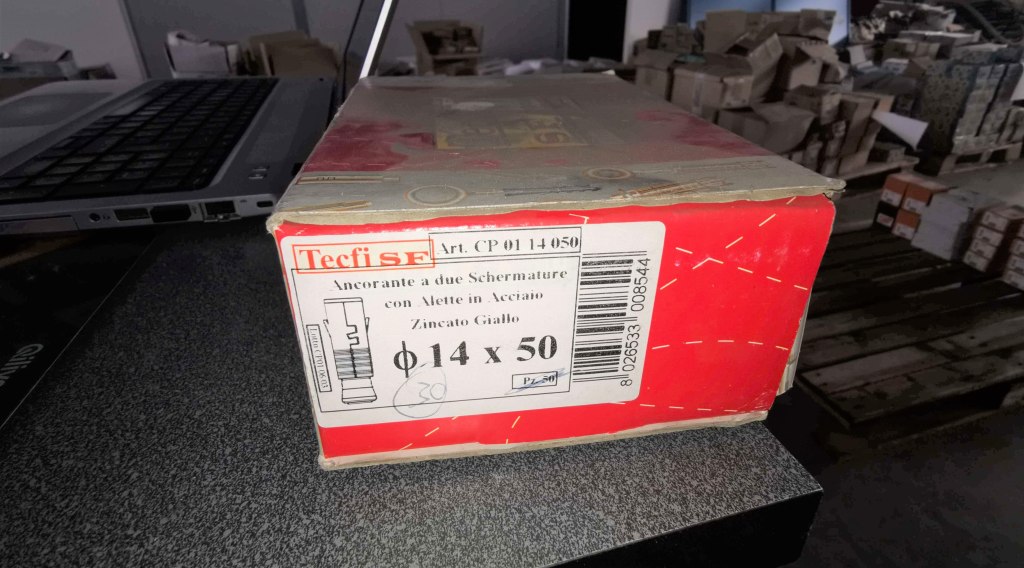 Tecfi SF
Art. CP 01 14 050
Ancorante a due Schermature
con Alette in Acciaio
Zincato Giallo
ϕ 14 x 50
Pz. 50
30
8 026533 008544